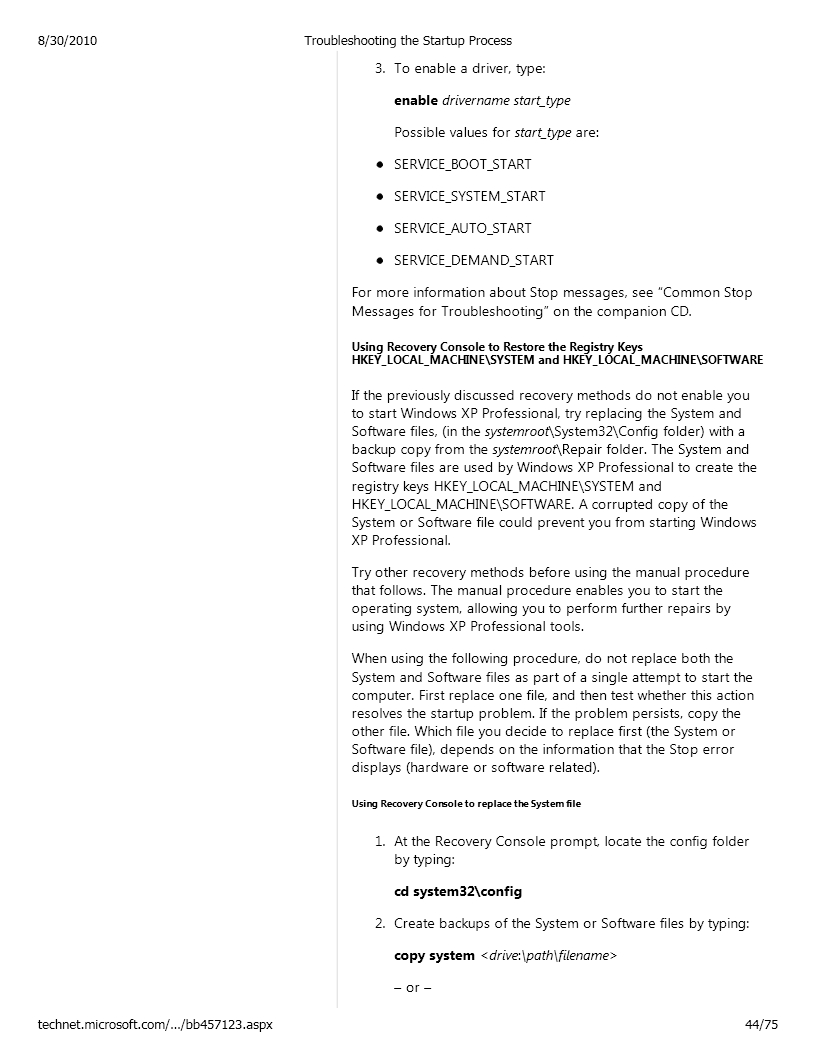 8/30/2010
Troubleshooting the Startup Process
3. To enable a driver, type:
enable drivername start_type
Possible values for start_type are:
• SERVICE_BOOT_START
• SERVICE_SYSTEM_START
• SERVICE_AUTO_START
• SERVICE_DEMAND_START
For more information about Stop messages, see "Common Stop
Messages for Troubleshooting" on the companion CD.
Using Recovery Console to Restore the Registry Keys
HKEY_LOCAL_MACHINE\SYSTEM and HKEY_LOCAL_MACHINE\SOFTWARE
If the previously discussed recovery methods do not enable you
to start Windows XP Professional, try replacing the System and
Software files, (in the systemroot\System32\Config folder) with a
backup copy from the systemroot\Repair folder. The System and
Software files are used by Windows XP Professional to create the
registry keys HKEY_LOCAL_MACHINE\SYSTEM and
HKEY_LOCAL_MACHINE\SOFTWARE. A corrupted copy of the
System or Software file could prevent you from starting Windows
XP Professional.
Try other recovery methods before using the manual procedure
that follows. The manual procedure enables you to start the
operating system, allowing you to perform further repairs by
using Windows XP Professional tools.
When using the following procedure, do not replace both the
System and Software files as part of a single attempt to start the
computer. First replace one file, and then test whether this action
resolves the startup problem. If the problem persists, copy the
other file. Which file you decide to replace first (the System or
Software file), depends on the information that the Stop error
displays (hardware or software related).
Using Recovery Console to replace the System file
1. At the Recovery Console prompt, locate the config folder
by typing:
cd system32\config
2. Create backups of the System or Software files by typing:
copy system <drive:\path\filename>
– or –
technet.microsoft.com/.../bb457123.aspx
44/75